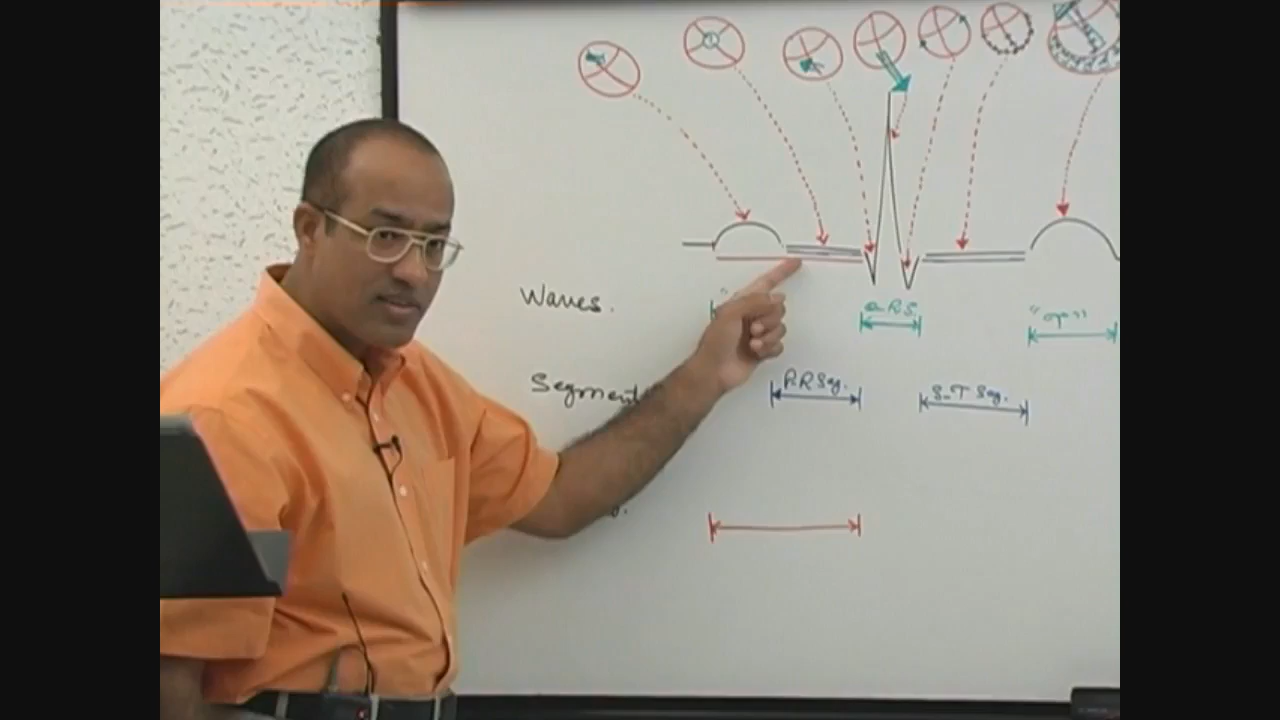 Waves.
QRS.
"T"
Segment
P.R Seg.
S-T Seg.